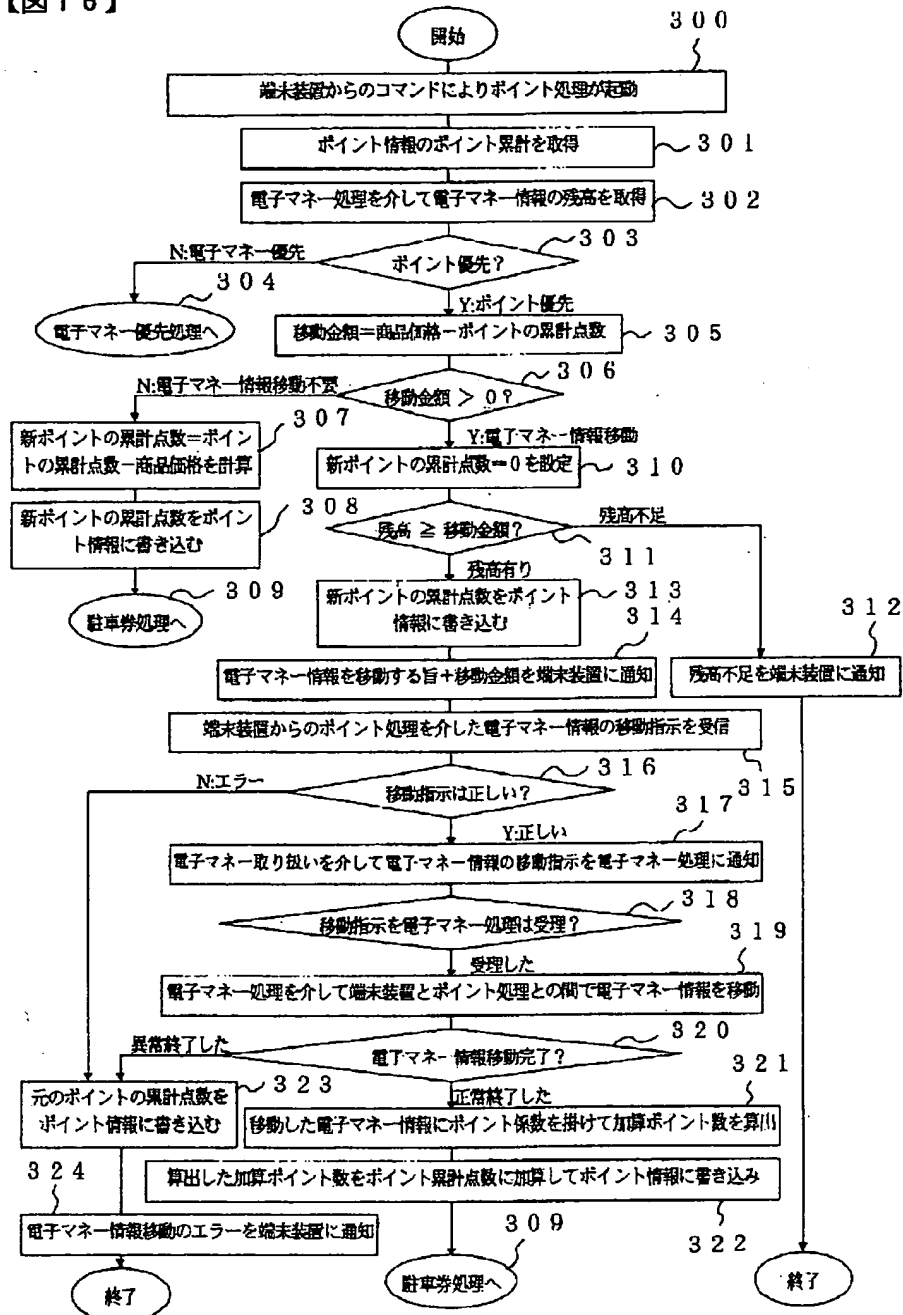 【図16】
開始
300
端末装置からのコマンドによりポイント処理が起動
ポイント情報のポイント累計を取得
301
電子マネー処理を介して電子マネー情報の残高を取得
302
303
N:電子マネー優先
ポイント優先?
304
Y:ポイント優先
電子マネー優先処理へ
移動金額=商品価格-ポイントの累計点数
305
306
N:電子マネー情報移動不要
移動金額 > 0?
307
Y:電子マネー情報移動
新ポイントの累計点数=ポイン
トの累計点数-商品価格を計算
新ポイントの累計点数=0を設定
310
308
新ポイントの累計点数をポイン
ト情報に書き込む
残高 ≧ 移動金額?
残高不足
311
残高有り
309
駐車券処理へ
新ポイントの累計点数をポイント
情報に書き込む
313
314
312
電子マネー情報を移動する旨+移動金額を端末装置に通知
残高不足を端末装置に通知
端末装置からのポイント処理を介した電子マネー情報の移動指示を受信
315
316
N:エラー
移動指示は正しい?
317
Y:正しい
電子マネー取り扱いを介して電子マネー情報の移動指示を電子マネー処理に通知
318
移動指示を電子マネー処理は受理?
319
受理した
電子マネー処理を介して端末装置とポイント処理との間で電子マネー情報を移動
320
異常終了した
電子マネー情報移動完了?
321
323
正常終了した
元のポイントの累計点数を
ポイント情報に書き込む
移動した電子マネー情報にポイント係数を掛けて加算ポイント数を算出
324
算出した加算ポイント数をポイント累計点数に加算してポイント情報に書き込み
322
電子マネー情報移動のエラーを端末装置に通知
309
終了
駐車券処理へ
終了